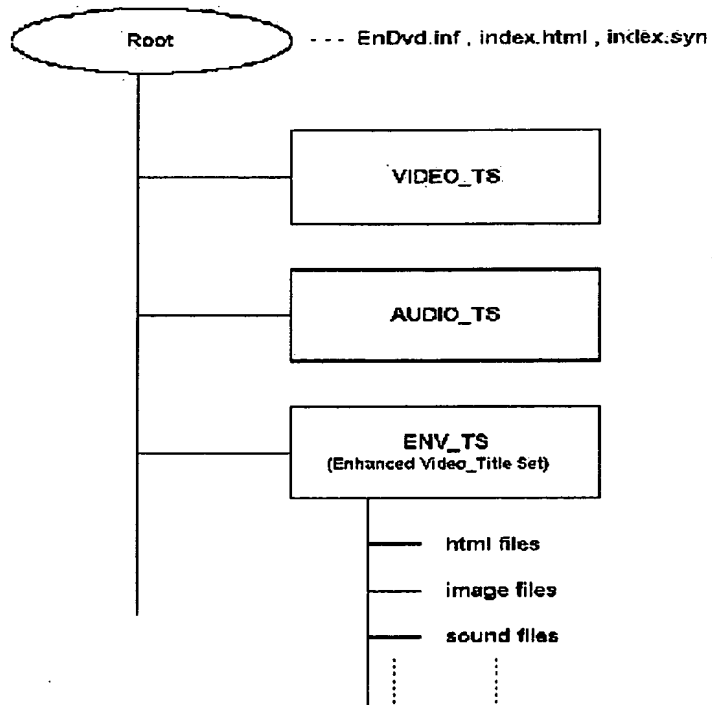 Root --- EnDvd.inf , index.html , index.syn
VIDEO_TS
AUDIO_TS
ENV_TS
(Enhanced Video_Title Set)
html files
image files
sound files